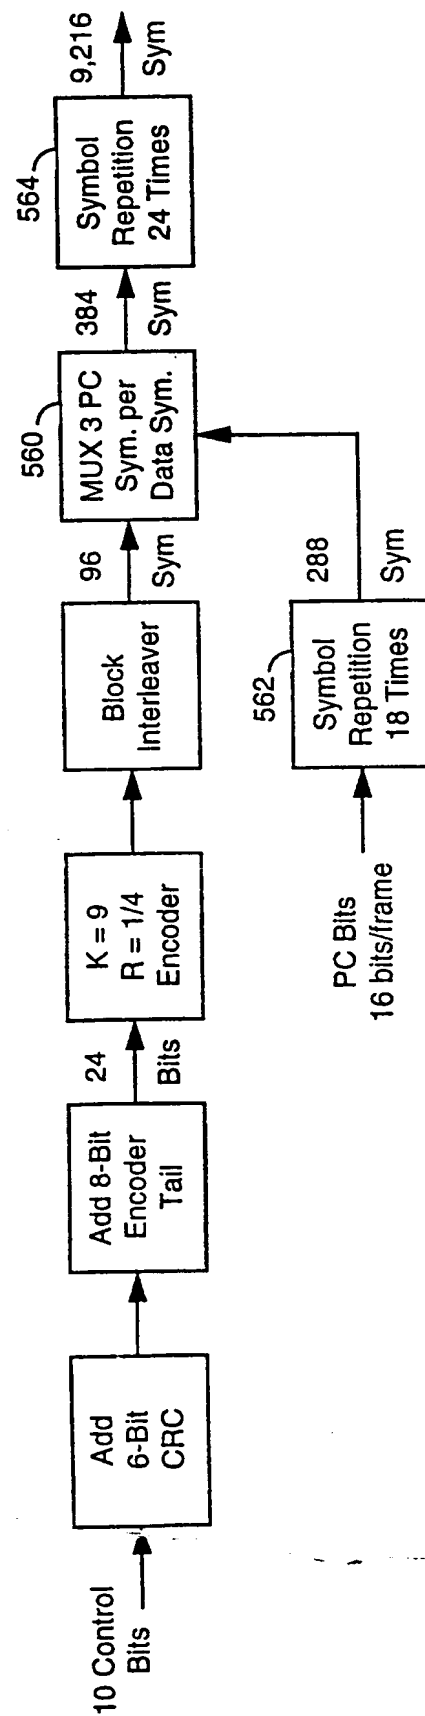 10 Control
Bits
Add
6-Bit
CRC
Add 8-Bit
Encoder
Tail
24
Bits
K = 9
R = 1/4
Encoder
Block
Interleaver
96
Sym
560
MUX 3 PC
Sym. per
Data Sym.
384
Sym
564
Symbol
Repetition
24 Times
9,216
Sym
PC Bits
16 bits/frame
562
Symbol
Repetition
18 Times
288
Sym